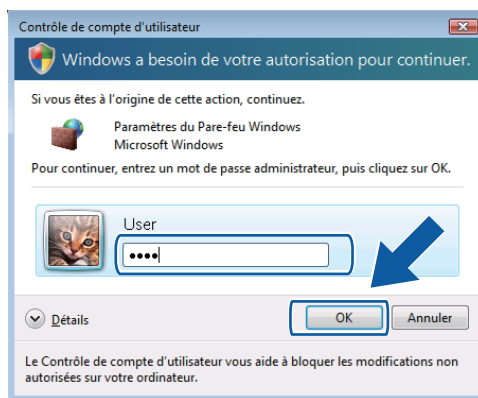 Contrôle de compte d'utilisateur
Windows a besoin de votre autorisation pour continuer.
Si vous êtes à l'origine de cette action, continuez.
Paramètres du Pare-feu Windows
Microsoft Windows
Pour continuer, entrez un mot de passe administrateur, puis cliquez sur OK.
User
••••
Détails
OK
Annuler
Le Contrôle de compte d'utilisateur vous aide à bloquer les modifications non
autorisées sur votre ordinateur.